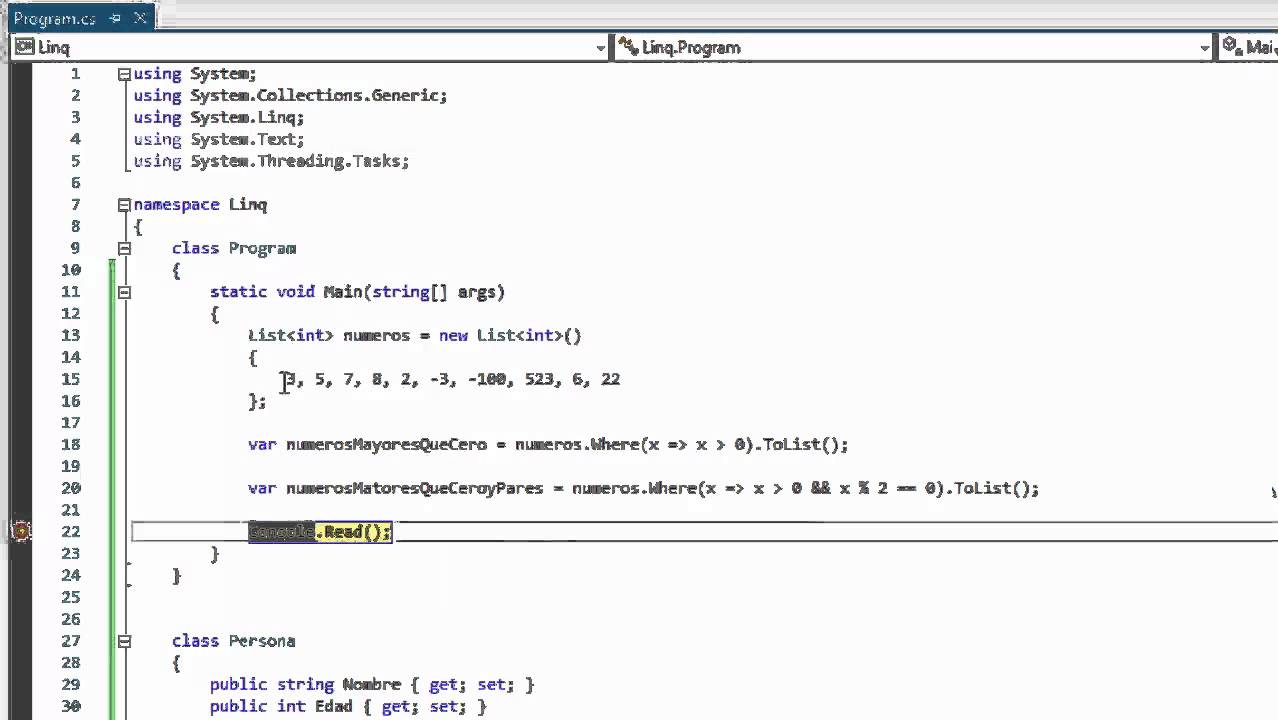 Program.cs
Linq Linq.Program Mai
1 using System;
2 using System.Collections.Generic;
3 using System.Linq;
4 using System.Text;
5 using System.Threading.Tasks;
6
7 namespace Linq
8 {
9 class Program
10 {
11 static void Main(string[] args)
12 {
13 List<int> numeros = new List<int>()
14 {
15 3, 5, 7, 8, 2, -3, -100, 523, 6, 22
16 };
17
18 var numerosMayoresQueCero = numeros.Where(x => x > 0).ToList();
19
20 var numerosMatoresQueCeroyPares = numeros.Where(x => x > 0 && x % 2 == 0).ToList();
21
22 Console.Read();
23 }
24 }
25
26
27 class Persona
28 {
29 public string Nombre { get; set; }
30 public int Edad { get; set; }